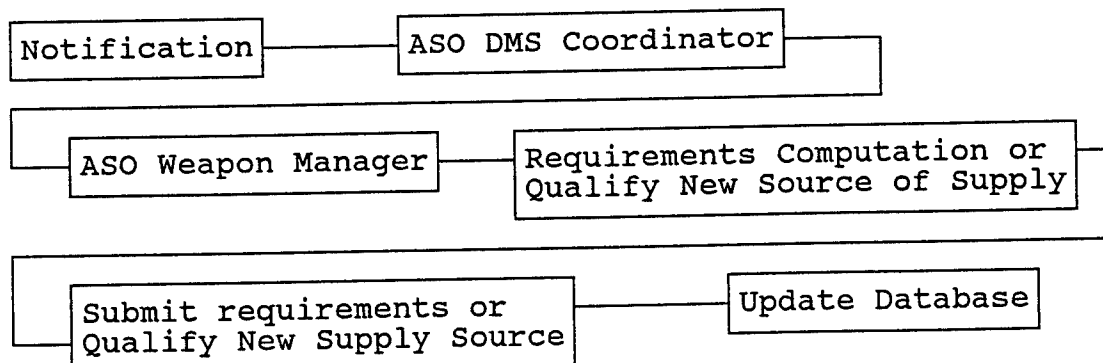 Notification
ASO DMS Coordinator
ASO Weapon Manager
Requirements Computation or
Qualify New Source of Supply
Submit requirements or
Qualify New Supply Source
Update Database